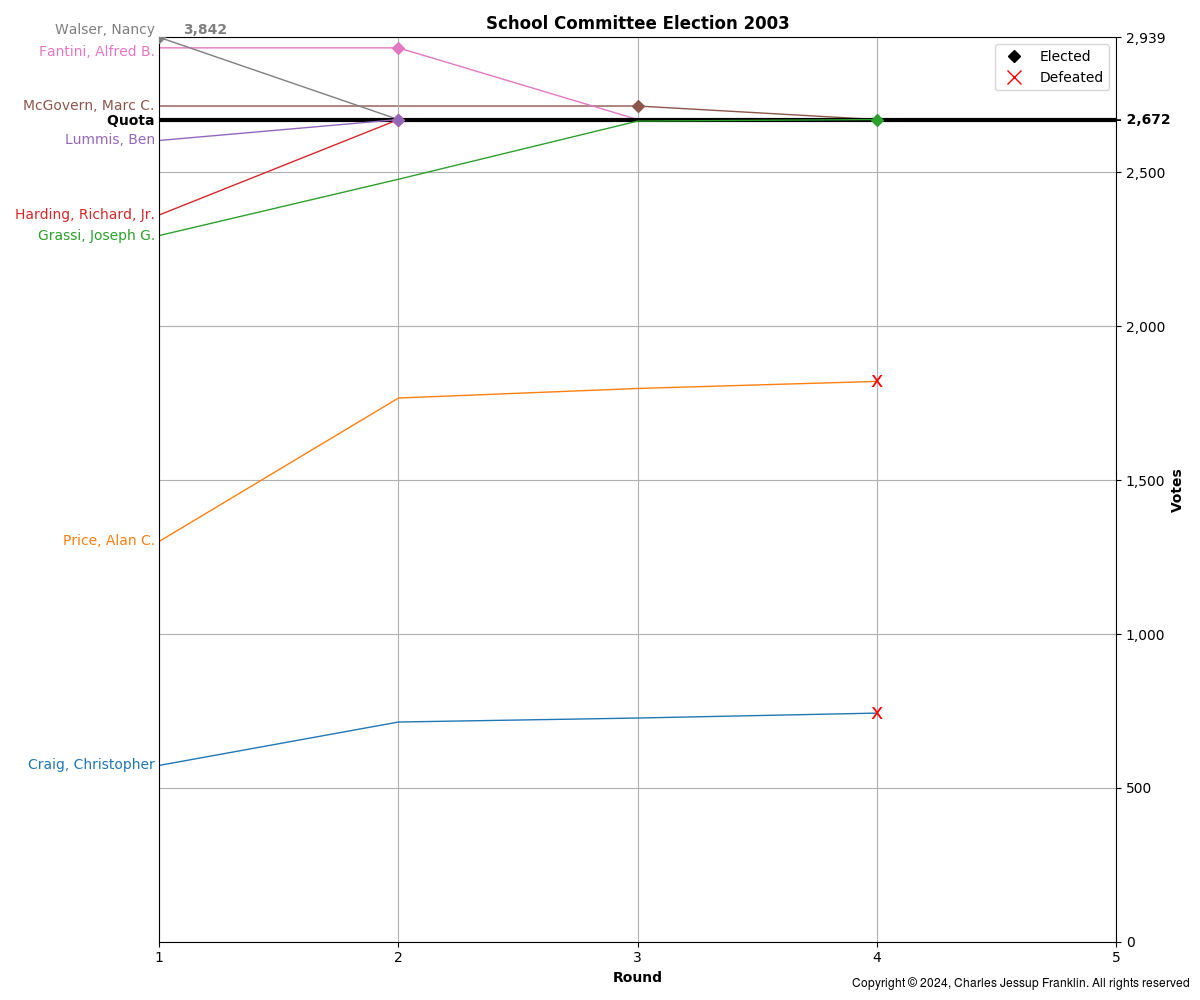 School Committee Election 2003
Walser, Nancy 3,842
Fantini, Alfred B.
McGovern, Marc C.
Quota
Lummis, Ben
Harding, Richard, Jr.
Grassi, Joseph G.
Price, Alan C.
Craig, Christopher
Elected
Defeated
2,939
2,672
2,500
2,000
1,500
1,000
500
0
Votes
1 2 3 4 5
Round
Copyright © 2024, Charles Jessup Franklin. All rights reserved